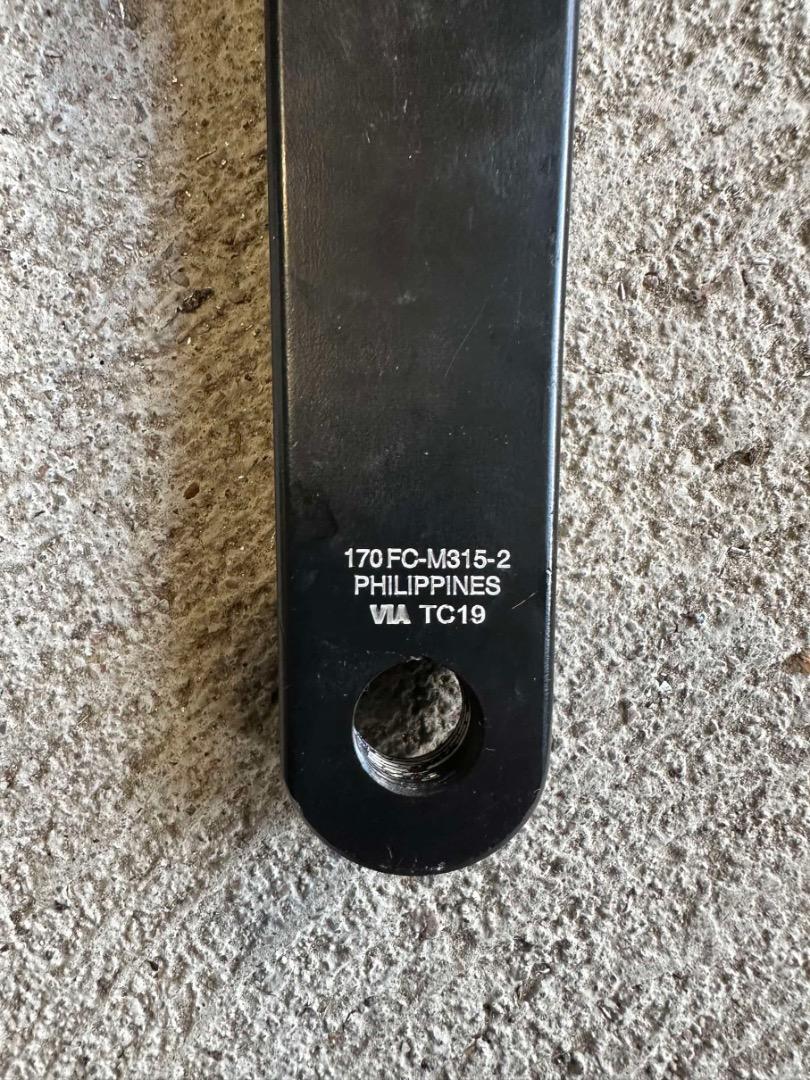 170 FC-M315-2
PHILIPPINES
VIA TC19